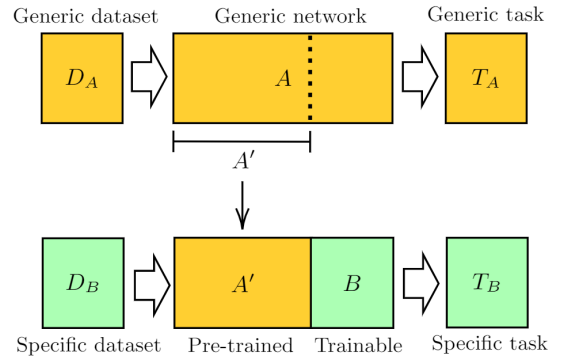 Generic dataset Generic network Generic task
D_A A T_A
A′
D_B A′ B T_B
Specific dataset Pre-trained Trainable Specific task